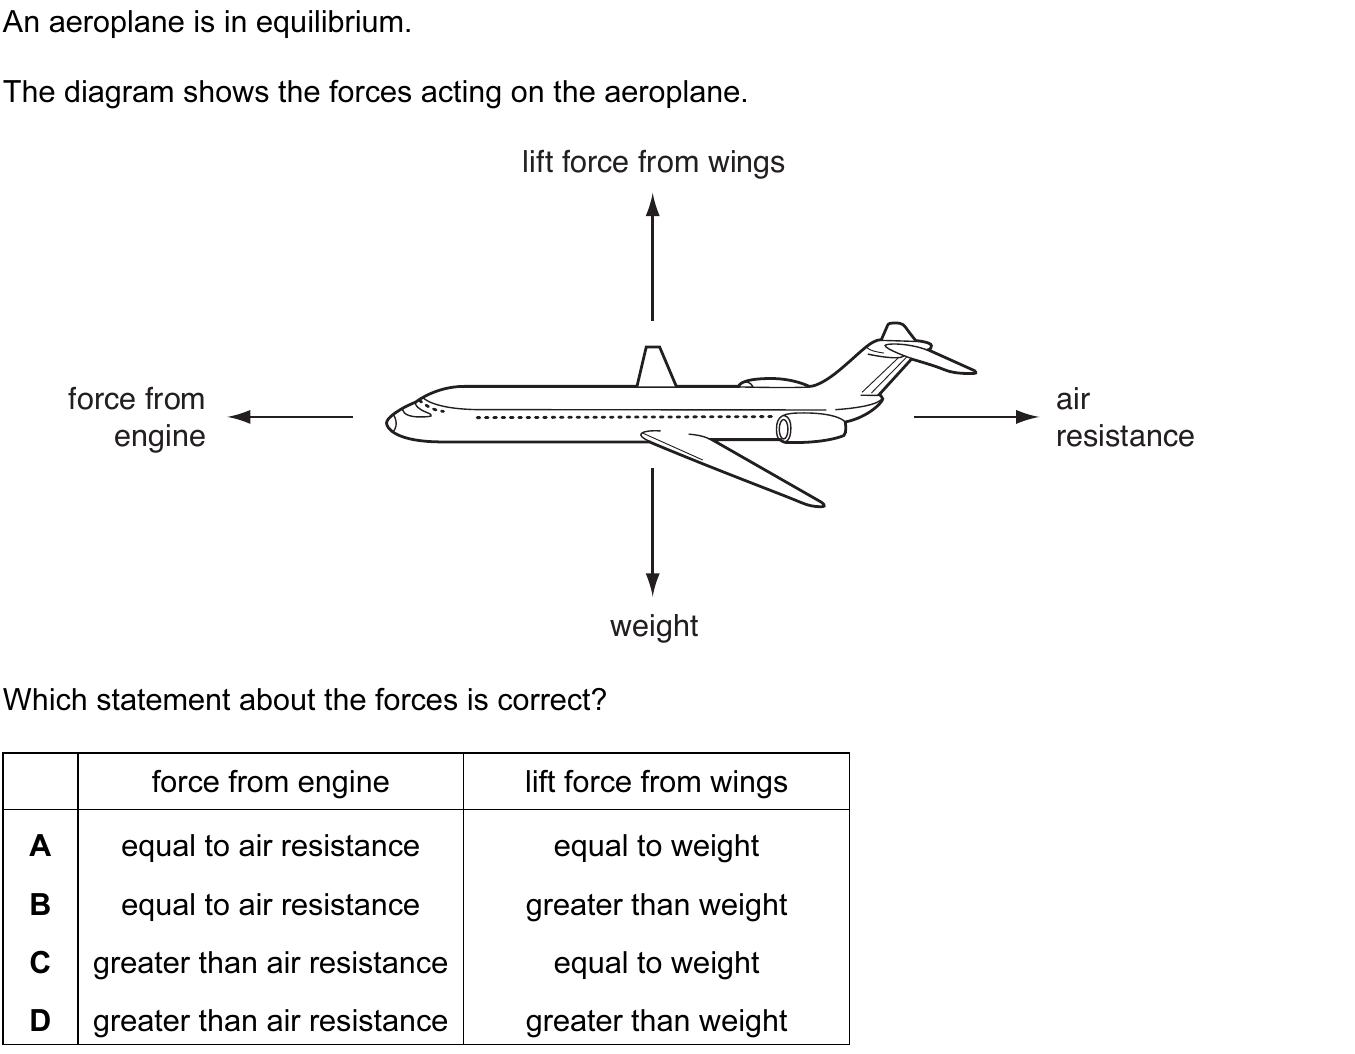 An aeroplane is in equilibrium.
The diagram shows the forces acting on the aeroplane.
lift force from wings
force from
engine
air
resistance
weight
Which statement about the forces is correct?
force from engine lift force from wings
A equal to air resistance equal to weight
B equal to air resistance greater than weight
C greater than air resistance equal to weight
D greater than air resistance greater than weight